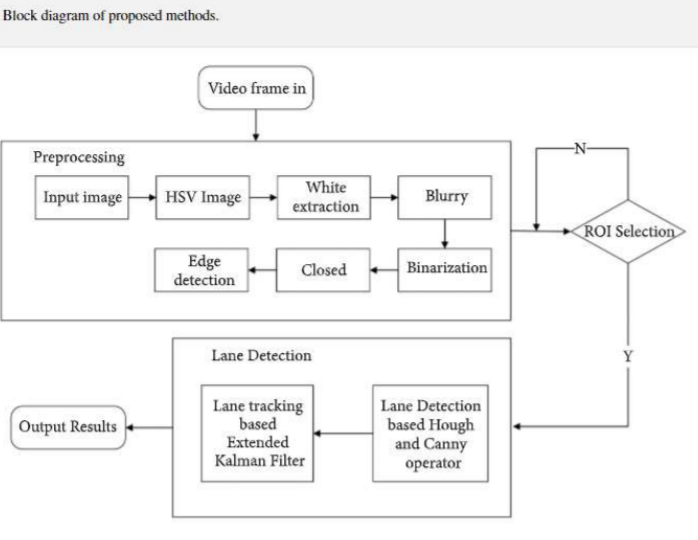 Block diagram of proposed methods.
Video frame in
Preprocessing
Input image
HSV Image
White
extraction
Blurry
Edge
detection
Closed
Binarization
N
ROI Selection
Y
Lane Detection
Lane tracking
based
Extended
Kalman Filter
Lane Detection
based Hough
and Canny
operator
Output Results